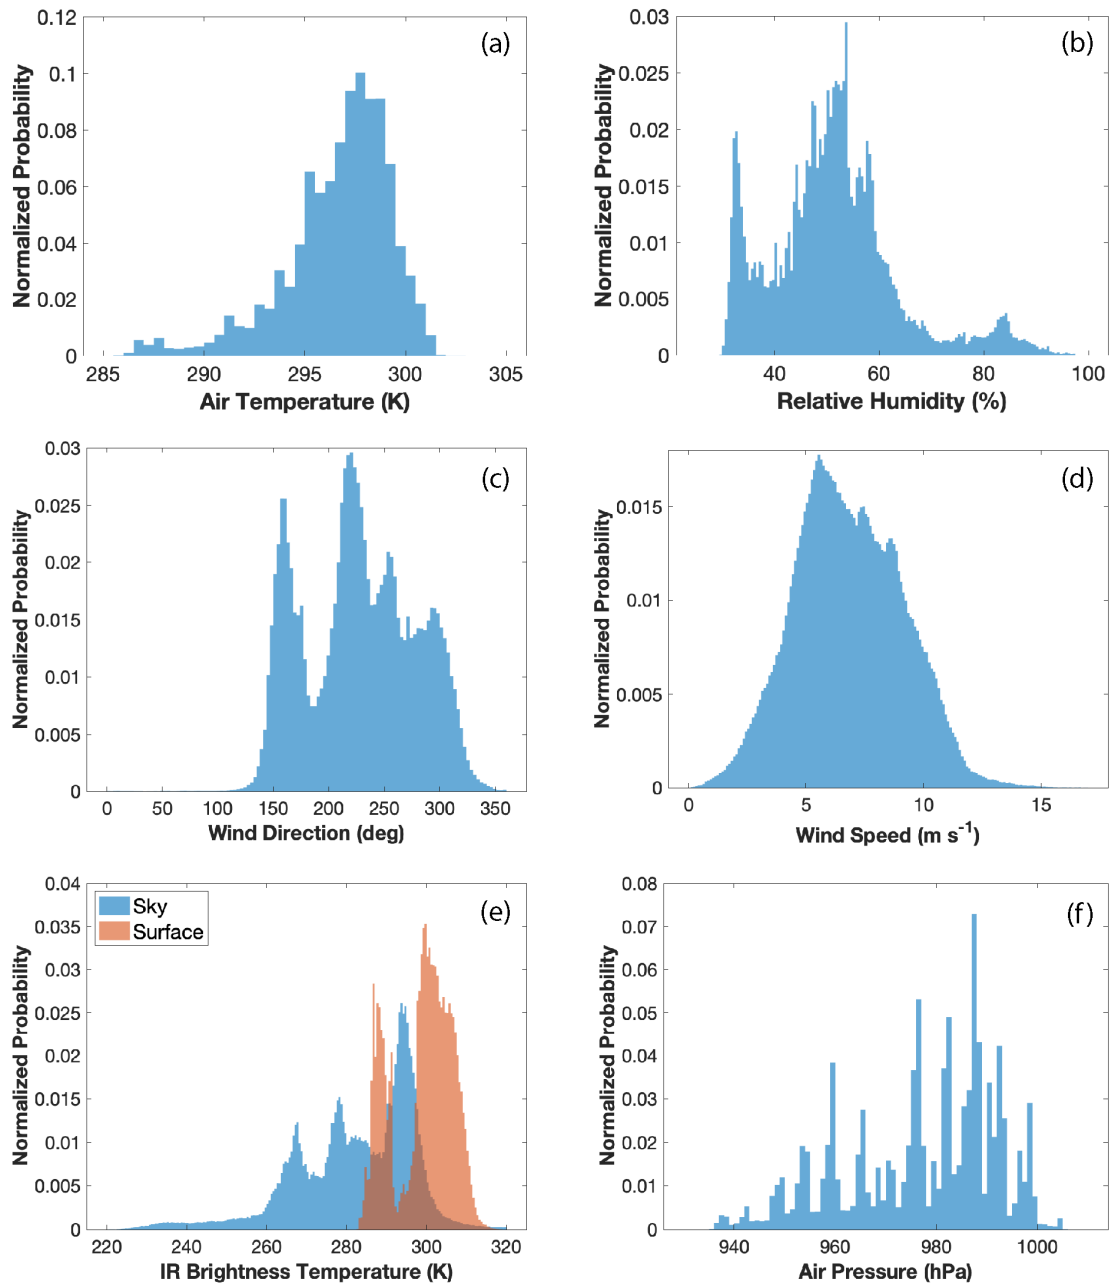 (a)
0.12
0.1
0.08
0.06
0.04
0.02
0
285 290 295 300 305
Air Temperature (K)
Normalized Probability
(b)
0.03
0.025
0.02
0.015
0.01
0.005
0
40 60 80 100
Relative Humidity (%)
Normalized Probability
(c)
0.03
0.025
0.02
0.015
0.01
0.005
0
0 50 100 150 200 250 300 350
Wind Direction (deg)
Normalized Probability
(d)
0.015
0.01
0.005
0
0 5 10 15
Wind Speed (m s-1)
Normalized Probability
(e)
Sky
Surface
0.04
0.035
0.03
0.025
0.02
0.015
0.01
0.005
0
220 240 260 280 300 320
IR Brightness Temperature (K)
Normalized Probability
(f)
0.08
0.07
0.06
0.05
0.04
0.03
0.02
0.01
0
940 960 980 1000
Air Pressure (hPa)
Normalized Probability